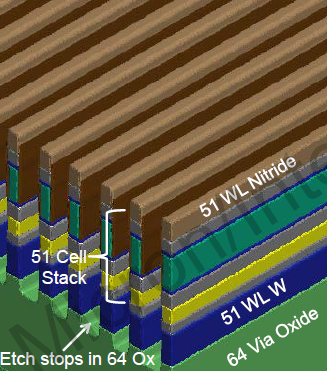 51 WL Nitride
51 Cell
Stack
51 WL W
64 Via Oxide
Etch stops in 64 Ox